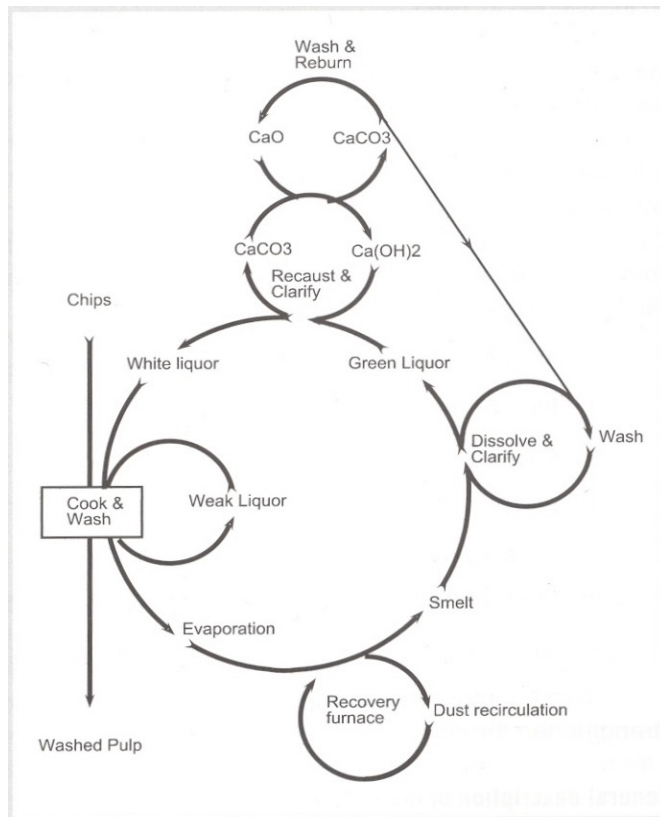 Wash &
Reburn
CaO
CaCO3
CaCO3
Ca(OH)2
Recaust &
Clarify
Chips
White liquor
Green Liquor
Dissolve &
Clarify
Wash
Cook &
Wash
Weak Liquor
Smelt
Evaporation
Recovery
furnace
Dust recirculation
Washed Pulp